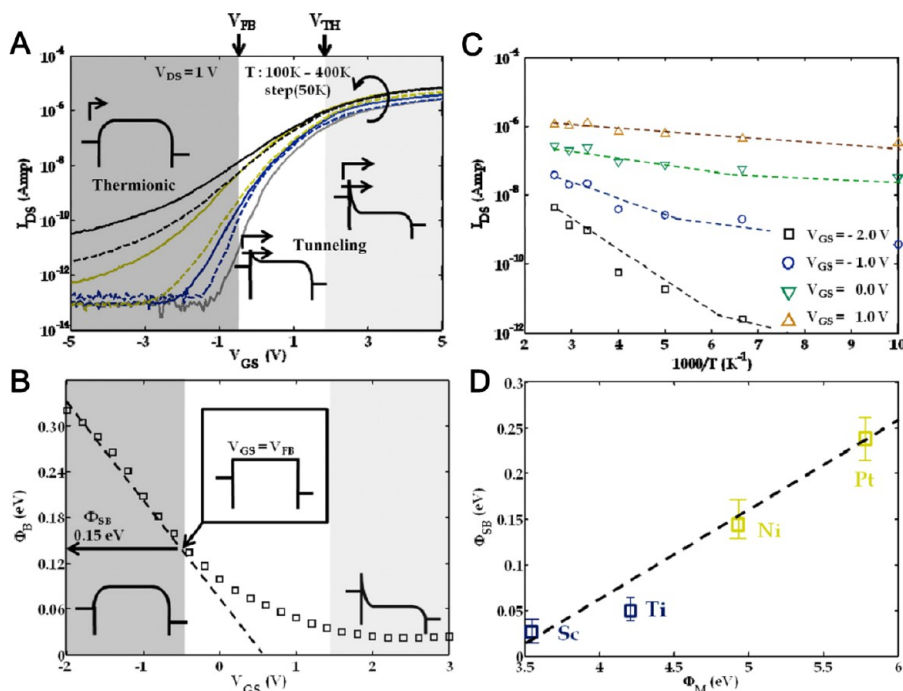 V_FB V_TH
A
V_DS = 1 V T : 100K – 400K
step(50K)
Thermionic
Tunneling
I_DS (Amp)
10^-4
10^-6
10^-8
10^-10
10^-12
10^-14
-5 -3 -1 1 3 5
V_GS (V)
C
I_DS (Amp)
10^-4
10^-6
10^-8
10^-10
10^-12
V_GS = - 2.0 V
V_GS = - 1.0 V
V_GS = 0.0 V
V_GS = 1.0 V
2 3 4 5 6 7 8 9 10
1000/T (K^-1)
B
Φ_B (eV)
0.30
0.24
0.18
0.12
0.06
0
V_GS = V_FB
Φ_SB
0.15 eV
-2 -1 0 1 2 3
V_GS (V)
D
Φ_SB (eV)
0.3
0.25
0.2
0.15
0.1
0.05
0
Pt
Ni
Ti
Sc
3.5 4 4.5 5 5.5 6
Φ_M (eV)